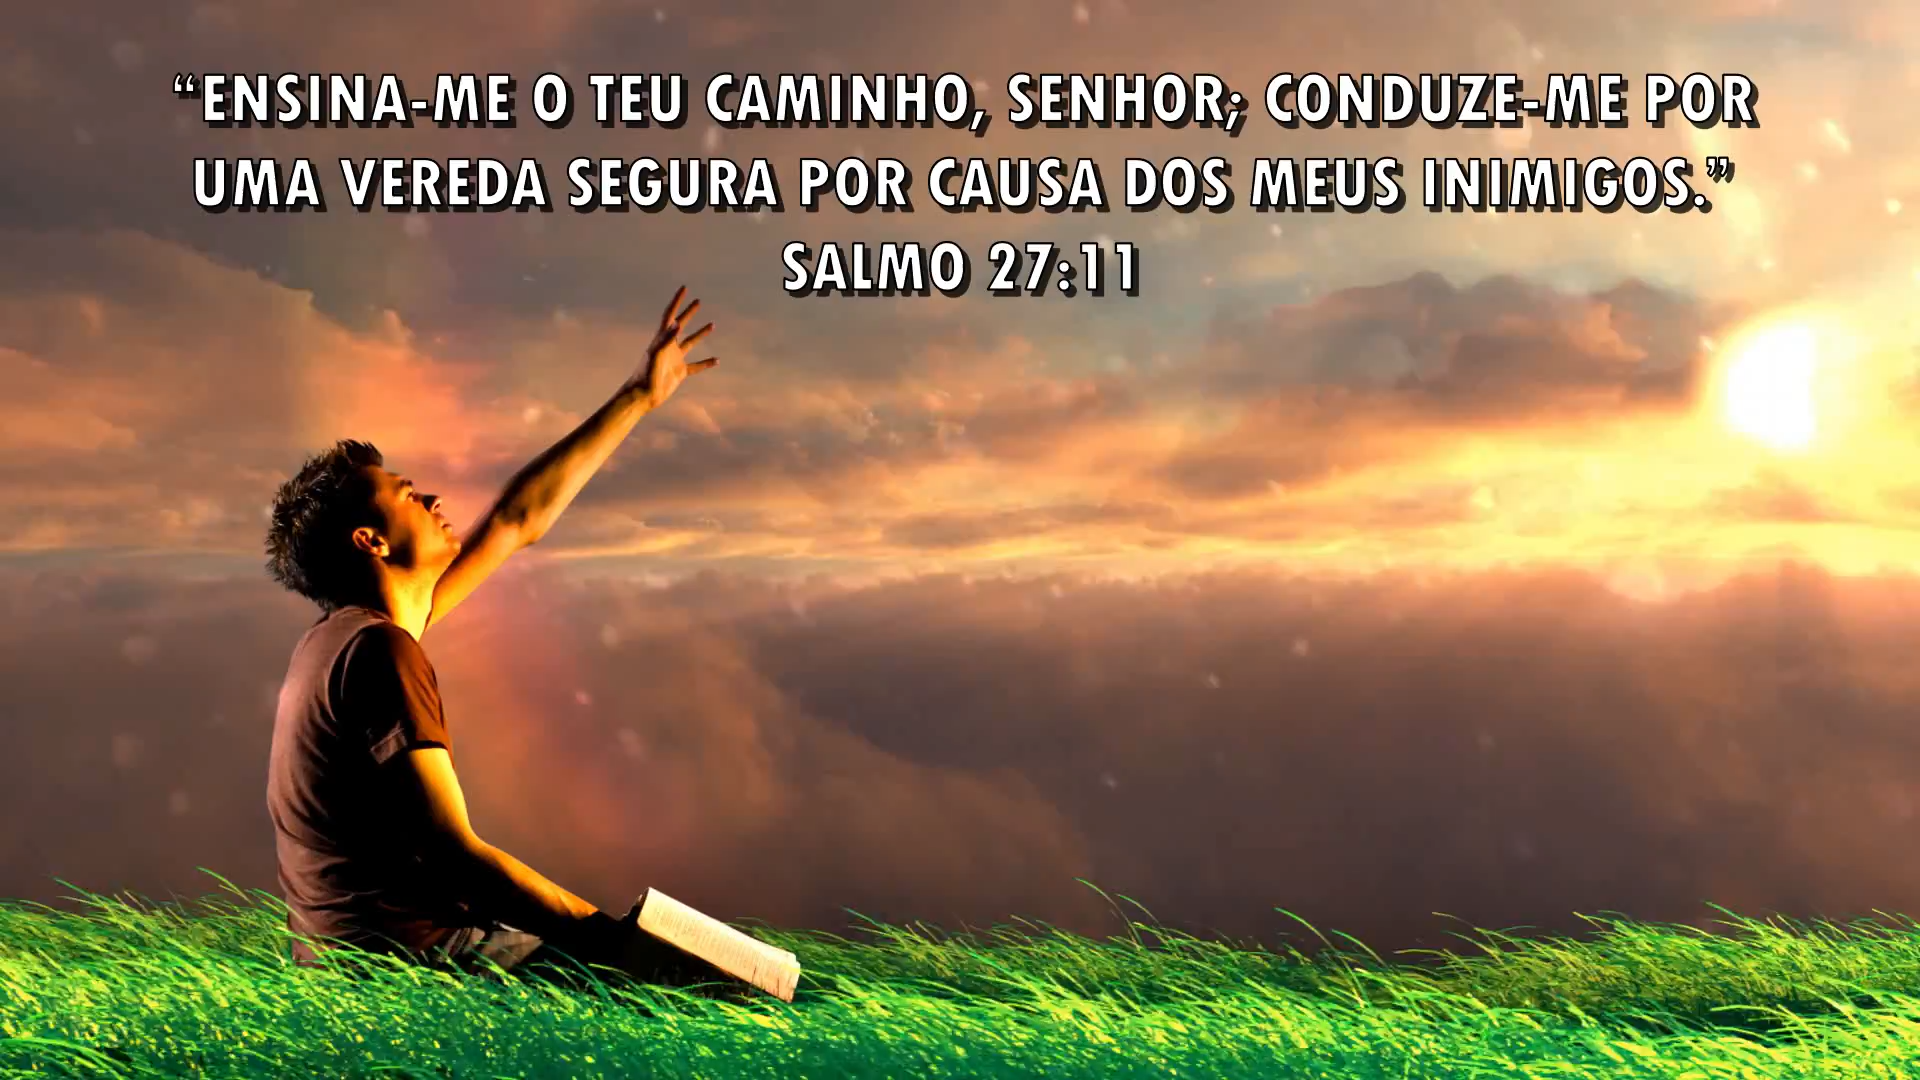 “ENSINA-ME O TEU CAMINHO, SENHOR; CONDUZE-ME POR
UMA VEREDA SEGURA POR CAUSA DOS MEUS INIMIGOS.”
SALMO 27:11